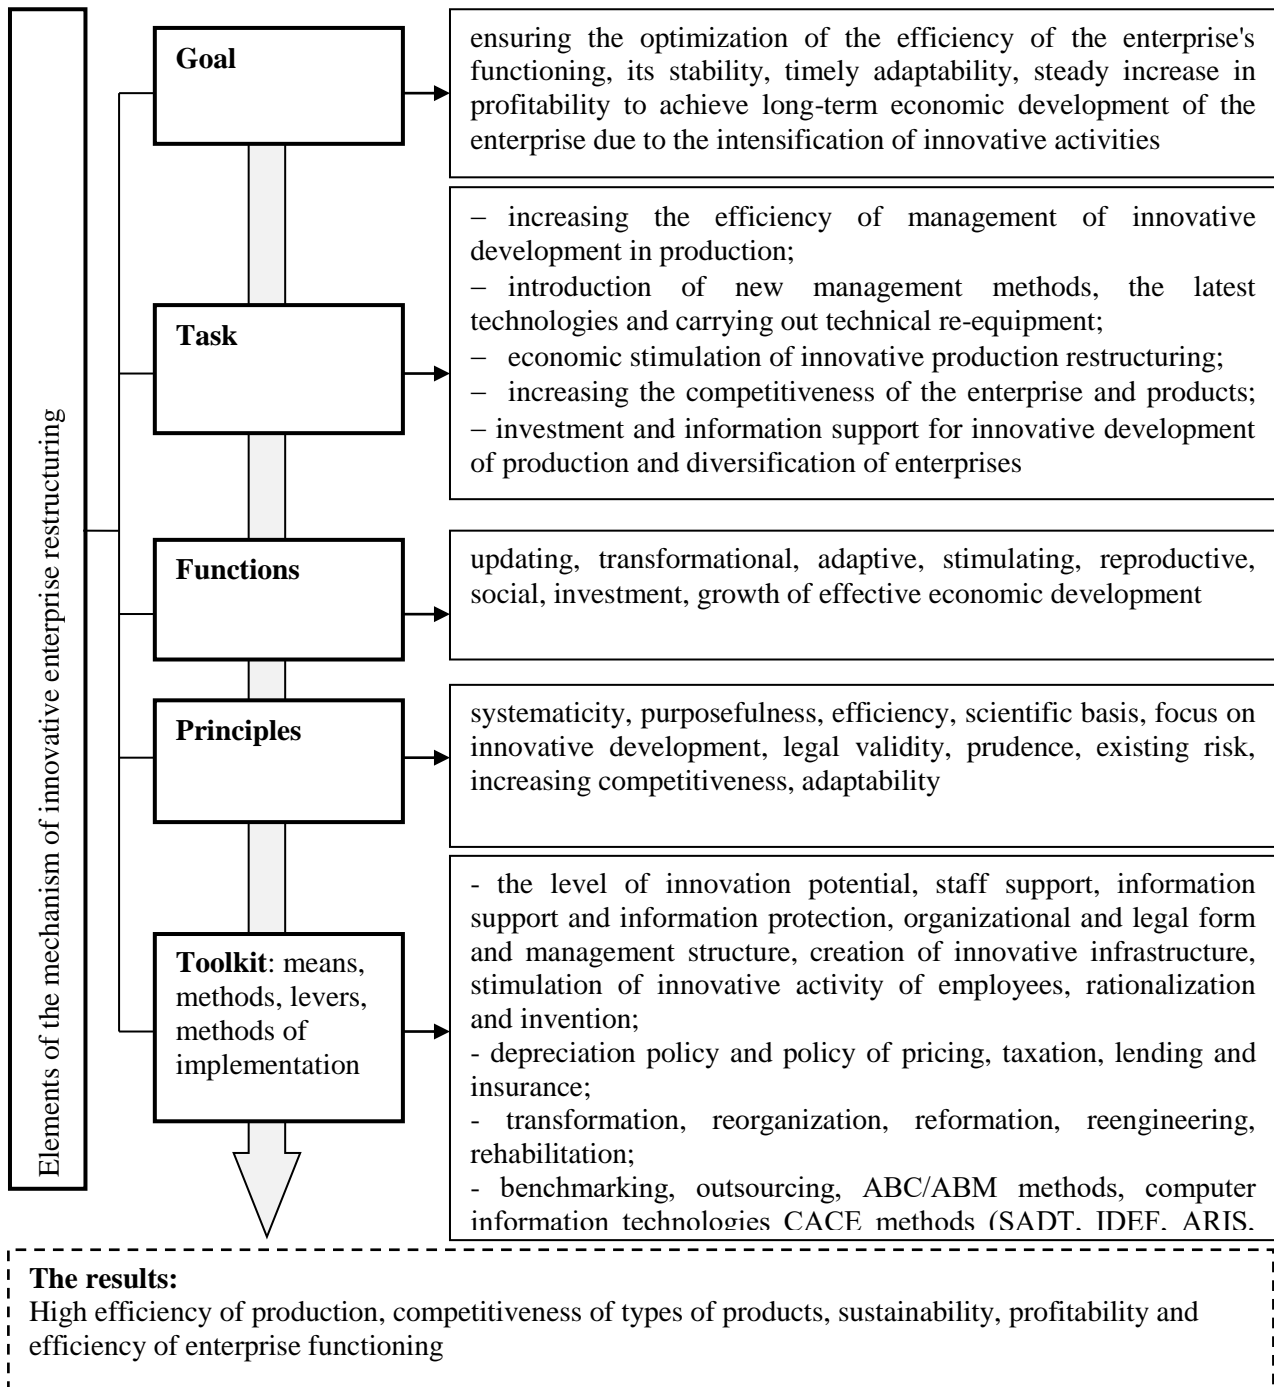 Elements of the mechanism of innovative enterprise restructuring
Goal
ensuring the optimization of the efficiency of the enterprise's
functioning, its stability, timely adaptability, steady increase in
profitability to achieve long-term economic development of the
enterprise due to the intensification of innovative activities
Task
– increasing the efficiency of management of innovative
development in production;
– introduction of new management methods, the latest
technologies and carrying out technical re-equipment;
– economic stimulation of innovative production restructuring;
– increasing the competitiveness of the enterprise and products;
– investment and information support for innovative development
of production and diversification of enterprises
Functions
updating, transformational, adaptive, stimulating, reproductive,
social, investment, growth of effective economic development
Principles
systematicity, purposefulness, efficiency, scientific basis, focus on
innovative development, legal validity, prudence, existing risk,
increasing competitiveness, adaptability
Toolkit: means,
methods, levers,
methods of
implementation
- the level of innovation potential, staff support, information
support and information protection, organizational and legal form
and management structure, creation of innovative infrastructure,
stimulation of innovative activity of employees, rationalization
and invention;
- depreciation policy and policy of pricing, taxation, lending and
insurance;
- transformation, reorganization, reformation, reengineering,
rehabilitation;
- benchmarking, outsourcing, ABC/ABM methods, computer
information technologies CACE methods (SADT, IDEF, ARIS,
The results:
High efficiency of production, competitiveness of types of products, sustainability, profitability and
efficiency of enterprise functioning